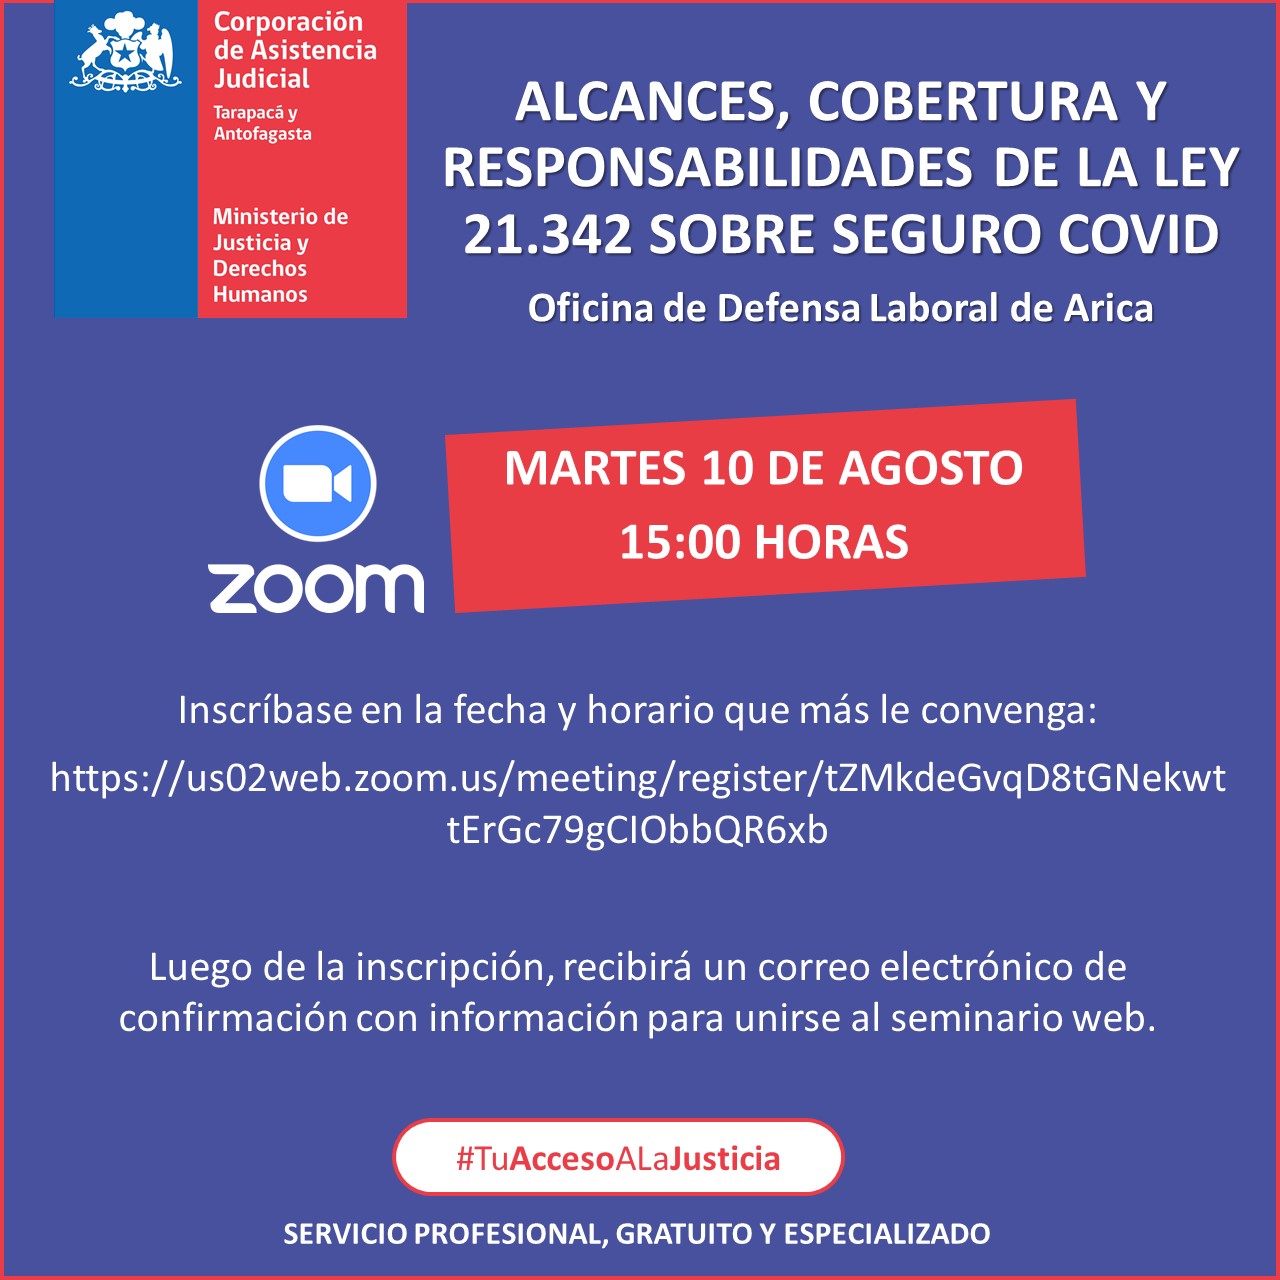 Corporación
de Asistencia
Judicial
Tarapacá y
Antofagasta
Ministerio de
Justicia y
Derechos
Humanos
ALCANCES, COBERTURA Y
RESPONSABILIDADES DE LA LEY
21.342 SOBRE SEGURO COVID
Oficina de Defensa Laboral de Arica
zoom
MARTES 10 DE AGOSTO
15:00 HORAS
Inscríbase en la fecha y horario que más le convenga:
https://us02web.zoom.us/meeting/register/tZMkdeGvqD8tGNekwt
tErGc79gCIObbQR6xb
Luego de la inscripción, recibirá un correo electrónico de
confirmación con información para unirse al seminario web.
#TuAccesoALaJusticia
SERVICIO PROFESIONAL, GRATUITO Y ESPECIALIZADO